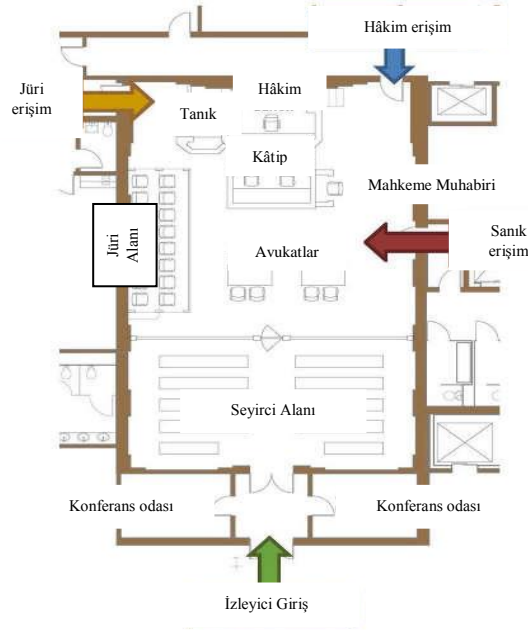 Hâkim erişim
Jüri
erişim
Hâkim
Tanık
Kâtip
Mahkeme Muhabiri
Jüri
Alanı
Avukatlar
Sanık
erişim
Seyirci Alanı
Konferans odası
Konferans odası
İzleyici Giriş